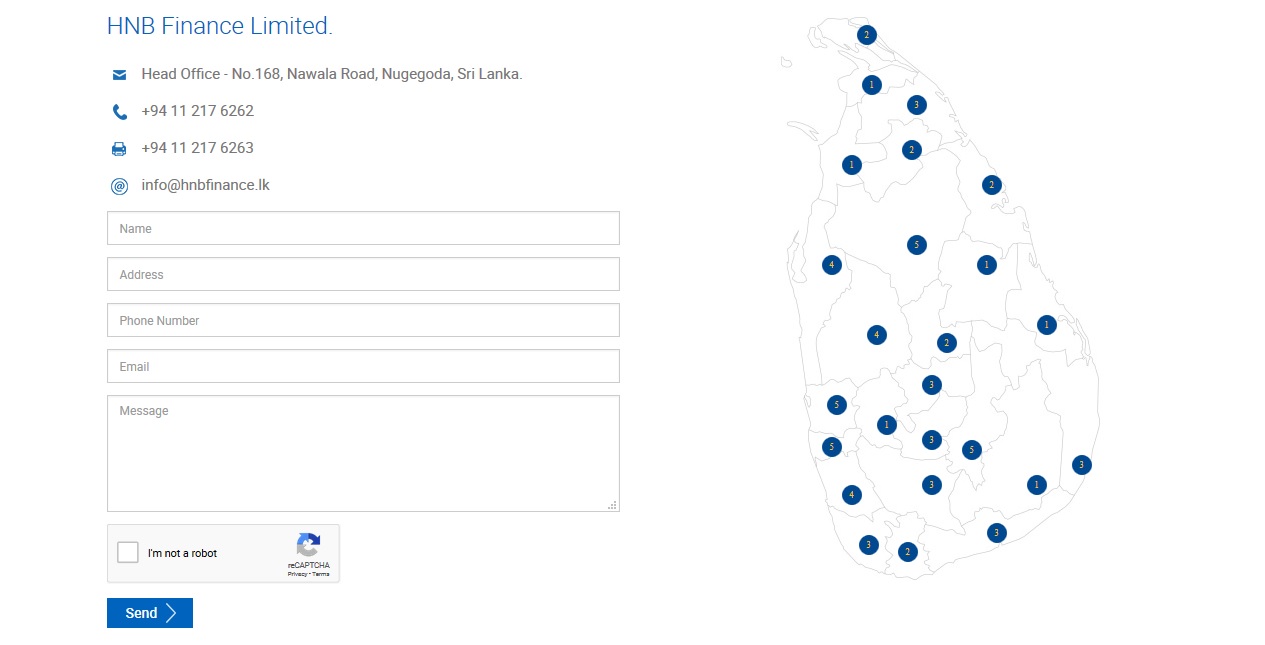 HNB Finance Limited.
Head Office - No.168, Nawala Road, Nugegoda, Sri Lanka.
+94 11 217 6262
+94 11 217 6263
info@hnbfinance.lk
Name
Address
Phone Number
Email
Message
I'm not a robot
reCAPTCHA
Privacy - Terms
Send
2
1
3
2
1
2
5
4
1
1
4
2
3
5
1
3
5
5
3
3
1
4
3
3
2